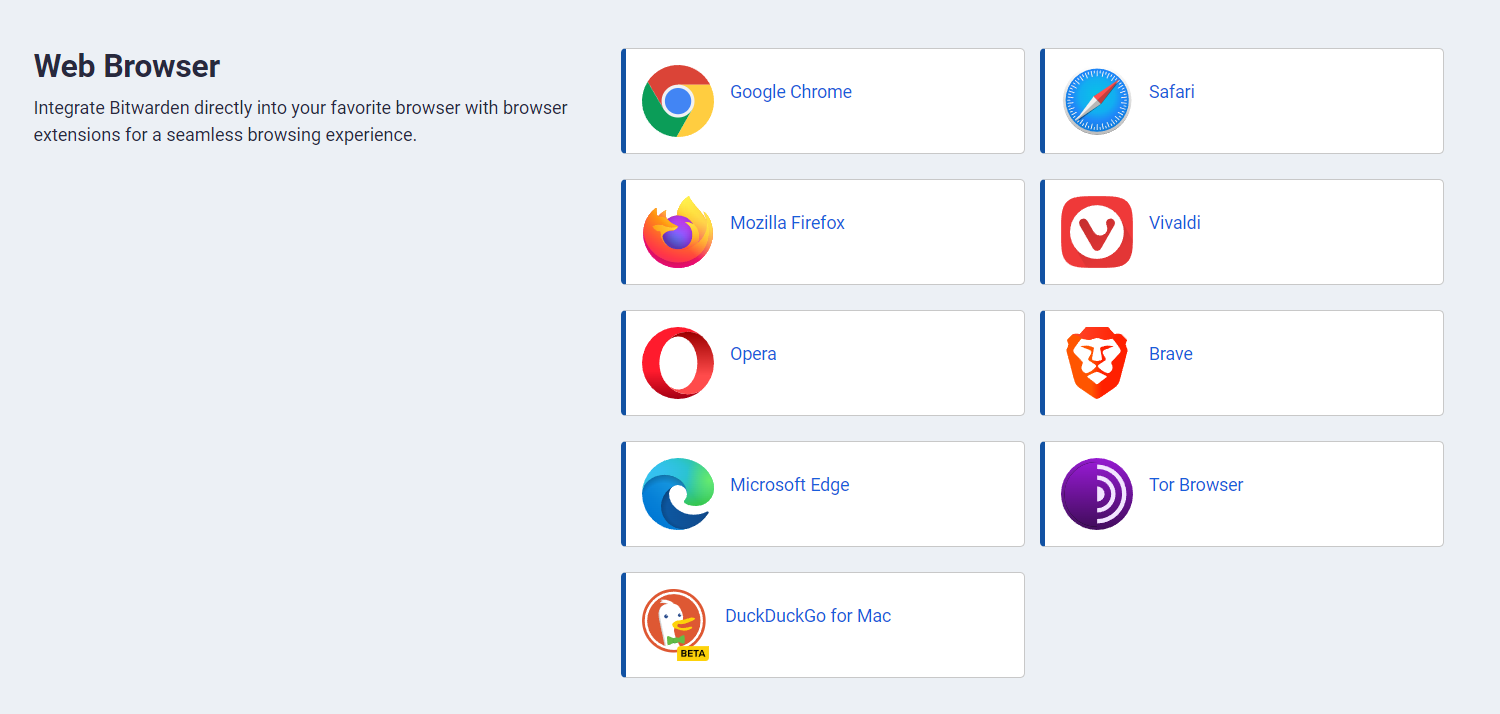 Web Browser
Integrate Bitwarden directly into your favorite browser with browser
extensions for a seamless browsing experience.
Google Chrome
Safari
Mozilla Firefox
Vivaldi
Opera
Brave
Microsoft Edge
Tor Browser
DuckDuckGo for Mac
BETA